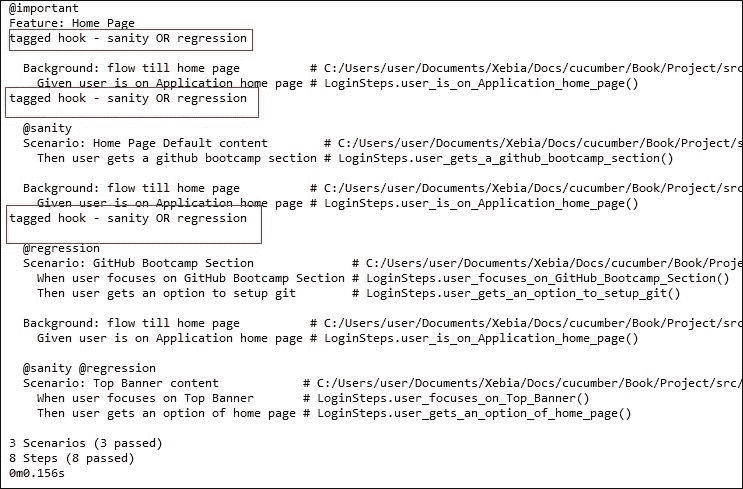 @important
Feature: Home Page
tagged hook - sanity OR regression
Background: flow till home page # C:/Users/user/Documents/Xebia/Docs/cucumber/Book/Project/src
Given user is on Application home page # LoginSteps.user_is_on_Application_home_page()
tagged hook - sanity OR regression
@sanity
Scenario: Home Page Default content # C:/Users/user/Documents/Xebia/Docs/cucumber/Book/Project/s
Then user gets a github bootcamp section # LoginSteps.user_gets_a_github_bootcamp_section()
Background: flow till home page # C:/Users/user/Documents/Xebia/Docs/cucumber/Book/Project/src
Given user is on Application home page # LoginSteps.user_is_on_Application_home_page()
tagged hook - sanity OR regression
@regression
Scenario: GitHub Bootcamp Section # C:/Users/user/Documents/Xebia/Docs/cucumber/Book/Proje
When user focuses on GitHub Bootcamp Section # LoginSteps.user_focuses_on_GitHub_Bootcamp_Section()
Then user gets an option to setup git # LoginSteps.user_gets_an_option_to_setup_git()
Background: flow till home page # C:/Users/user/Documents/Xebia/Docs/cucumber/Book/Project/src
Given user is on Application home page # LoginSteps.user_is_on_Application_home_page()
@sanity @regression
Scenario: Top Banner content # C:/Users/user/Documents/Xebia/Docs/cucumber/Book/Project/src/
When user focuses on Top Banner # LoginSteps.user_focuses_on_Top_Banner()
Then user gets an option of home page # LoginSteps.user_gets_an_option_of_home_page()
3 Scenarios (3 passed)
8 Steps (8 passed)
0m0.156s